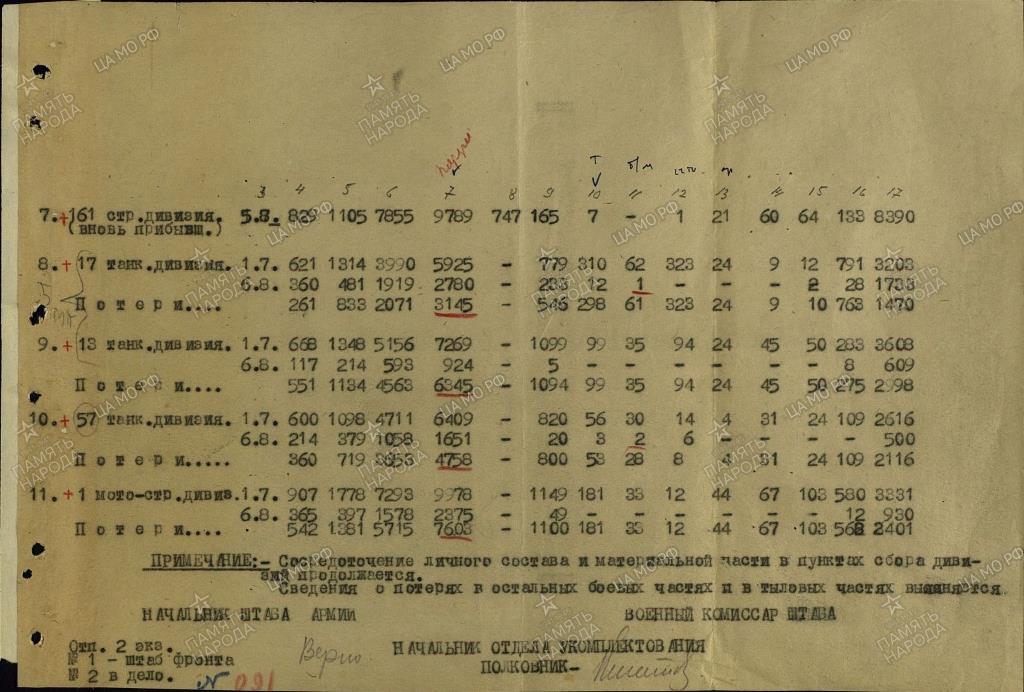 3 4 5 6 7 8 9 10 11 12 13 14 15 16 17
7.+161 стр.дивизия. 5.8. 829 1105 7855 9789 747 165 7 - 1 21 60 64 133 8390
(вновь прибывш.)
8.+ 17 танк.дивизия. 1.7. 621 1314 3990 5925 - 779 310 62 323 24 9 12 791 3203
6.8. 360 481 1919 2780 - 233 12 1 - - - 2 28 1733
П о т е р и.... 261 833 2071 3145 - 546 298 61 323 24 9 10 763 1470
9.+ 13 танк.дивизия. 1.7. 668 1348 5156 7269 - 1099 99 35 94 24 45 50 283 3608
6.8. 117 214 593 924 - 5 - - - - - - 8 609
П о т е р и.... 551 1134 4563 6345 - 1094 99 35 94 24 45 50 275 2998
10.+ 57 танк.дивизия. 1.7. 600 1098 4711 6409 - 820 56 30 14 4 31 24 109 2616
6.8. 214 379 1058 1651 - 20 3 2 6 - - - - 500
П о т е р и..... 360 719 3653 4758 - 800 53 28 8 4 31 24 109 2116
11.+ 1 мото-стр.дивиз. 1.7. 907 1778 7293 9978 - 1149 181 33 12 44 67 103 580 3331
6.8. 365 397 1578 2375 - 49 - - - - - - 12 930
П о т е р и.... 542 1381 5715 7603 - 1100 181 33 12 44 67 103 568 2401
ПРИМЕЧАНИЕ:- Сосредоточение личного состава и материальной части в пунктах сбора диви-
зий продолжается.
Сведения о потерях в остальных боевых частях и в тыловых частях выясняется.
НАЧАЛЬНИК ШТАБА АРМИИ ВОЕННЫЙ КОМИССАР ШТАБА
Отп. 2 экз.
№ 1 - штаб фронта
№ 2 в дело.
Верно
НАЧАЛЬНИК ОТДЕЛА УКОМПЛЕКТОВАНИЯ
ПОЛКОВНИК-
ЦАМО РФ
ПАМЯТЬ
НАРОДА